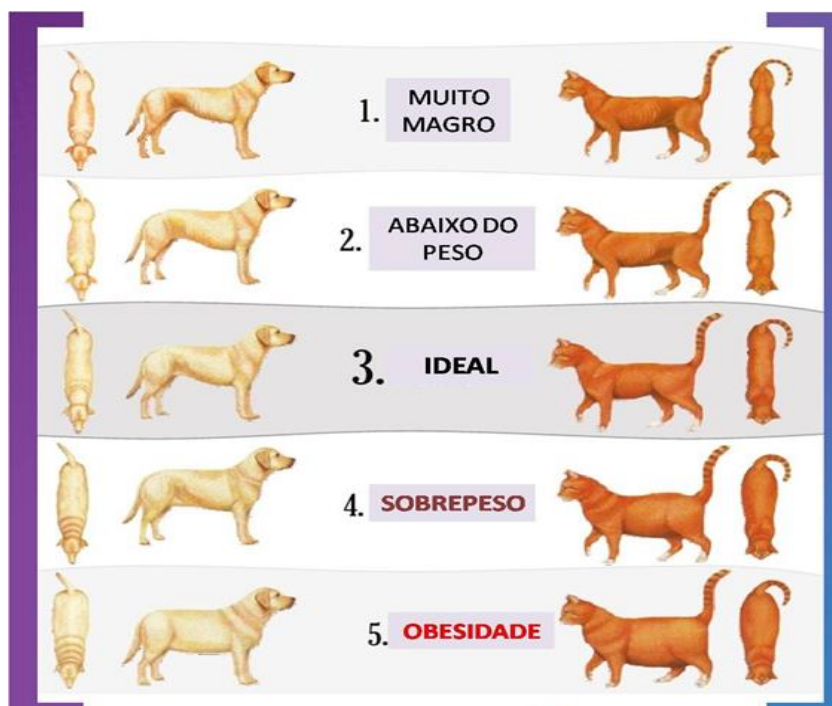 1. MUITO
MAGRO
2. ABAIXO DO
PESO
3. IDEAL
4. SOBREPESO
5. OBESIDADE